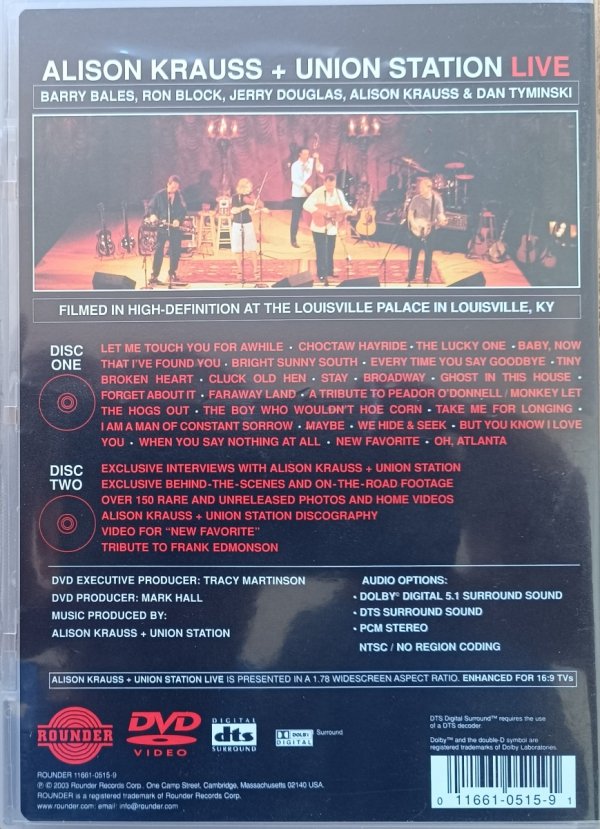 ALISON KRAUSS + UNION STATION LIVE
BARRY BALES, RON BLOCK, JERRY DOUGLAS, ALISON KRAUSS & DAN TYMINSKI
FILMED IN HIGH-DEFINITION AT THE LOUISVILLE PALACE IN LOUISVILLE, KY
DISC ONE
LET ME TOUCH YOU FOR AWHILE • CHOCTAW HAYRIDE • THE LUCKY ONE • BABY, NOW
THAT I'VE FOUND YOU • BRIGHT SUNNY SOUTH • EVERY TIME YOU SAY GOODBYE • TINY
BROKEN HEART • CLUCK OLD HEN • STAY • BROADWAY • GHOST IN THIS HOUSE •
FORGET ABOUT IT • FARAWAY LAND • A TRIBUTE TO PEADOR O'DONNELL / MONKEY LET
THE HOGS OUT • THE BOY WHO WOULDN'T HOE CORN • TAKE ME FOR LONGING •
I AM A MAN OF CONSTANT SORROW • MAYBE • WE HIDE & SEEK • BUT YOU KNOW I LOVE
YOU • WHEN YOU SAY NOTHING AT ALL • NEW FAVORITE • OH, ATLANTA
DISC TWO
EXCLUSIVE INTERVIEWS WITH ALISON KRAUSS + UNION STATION
EXCLUSIVE BEHIND-THE-SCENES AND ON-THE-ROAD FOOTAGE
OVER 150 RARE AND UNRELEASED PHOTOS AND HOME VIDEOS
ALISON KRAUSS + UNION STATION DISCOGRAPHY
VIDEO FOR "NEW FAVORITE"
TRIBUTE TO FRANK EDMONSON
DVD EXECUTIVE PRODUCER: TRACY MARTINSON
DVD PRODUCER: MARK HALL
MUSIC PRODUCED BY:
ALISON KRAUSS + UNION STATION
AUDIO OPTIONS:
• DOLBY® DIGITAL 5.1 SURROUND SOUND
• DTS SURROUND SOUND
• PCM STEREO
NTSC / NO REGION CODING
ALISON KRAUSS + UNION STATION LIVE IS PRESENTED IN A 1.78 WIDESCREEN ASPECT RATIO. ENHANCED FOR 16:9 TVs
ROUNDER
DVD
VIDEO
DIGITAL
dts
SURROUND
DOLBY
DIGITAL
Surround
DTS Digital Surround™ requires the use
of a DTS decoder.
Dolby™ and the double-D symbol are
registered trademarks of Dolby Laboratories.
ROUNDER 11661-0515-9
℗ © 2003 Rounder Records Corp. One Camp Street, Cambridge, Massachusetts 02140 USA.
ROUNDER is a registered trademark of Rounder Records Corp.
www.rounder.com: email: info@rounder.com
0 11661-0515-9 1